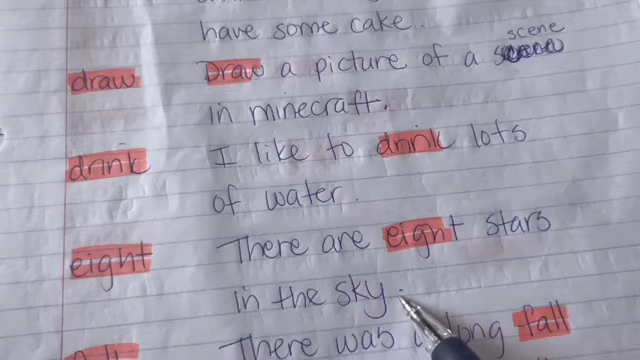 have some cake.
scene
draw Draw a picture of a
in minecraft.
drink I like to drink lots
of water.
eight There are eight stars
in the sky.
There was long fall